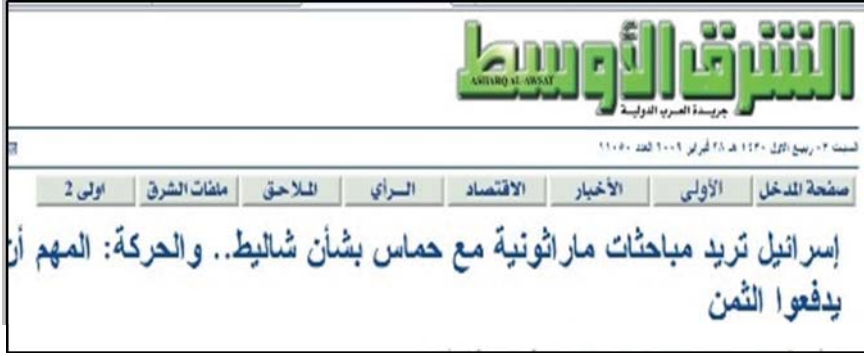 الشرق الأوسط
ASHARQ AL-AWSAT
جريدة العرب الدولية
السبت ٠٣ ربيع الاول ١٤٣٠ هـ ٢٨ فبراير ٢٠٠٩ العدد ١١٠٥٠
صفحة المدخل الأولى الأخبار الاقتصاد الـرأي الملاحق ملفات الشرق اولى 2
إسرائيل تريد مباحثات ماراثونية مع حماس بشأن شاليط.. والحركة: المهم أن
يدفعوا الثمن